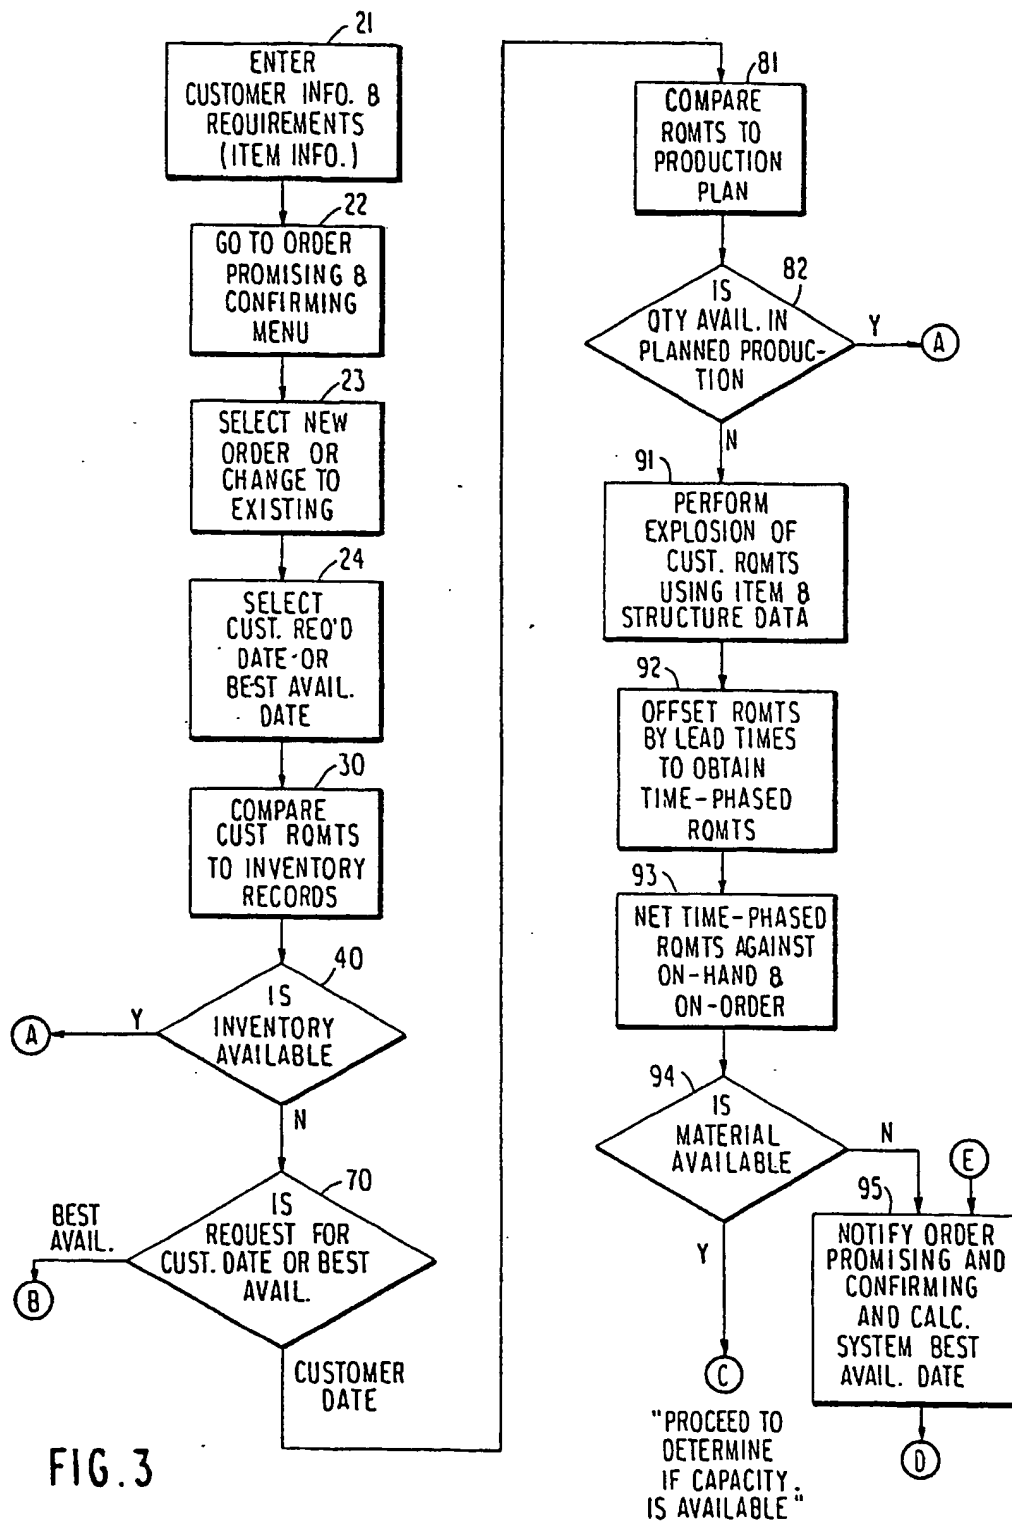 21
ENTER
CUSTOMER INFO. &
REQUIREMENTS
(ITEM INFO.)
22
GO TO ORDER
PROMISING &
CONFIRMING
MENU
23
SELECT NEW
ORDER OR
CHANGE TO
EXISTING
24
SELECT
CUST. REQ'D
DATE OR
BEST AVAIL.
DATE
30
COMPARE
CUST RQMTS
TO INVENTORY
RECORDS
40
IS
INVENTORY
AVAILABLE
Y
A
N
70
IS
REQUEST FOR
CUST. DATE OR BEST
AVAIL.
BEST
AVAIL.
B
CUSTOMER
DATE
81
COMPARE
RQMTS TO
PRODUCTION
PLAN
82
IS
QTY AVAIL. IN
PLANNED PRODUC-
TION
Y
A
N
91
PERFORM
EXPLOSION OF
CUST. RQMTS
USING ITEM &
STRUCTURE DATA
92
OFFSET RQMTS
BY LEAD TIMES
TO OBTAIN
TIME-PHASED
RQMTS
93
NET TIME-PHASED
RQMTS AGAINST
ON-HAND &
ON-ORDER
94
IS
MATERIAL
AVAILABLE
N
E
Y
95
NOTIFY ORDER
PROMISING AND
CONFIRMING
AND CALC.
SYSTEM BEST
AVAIL. DATE
C
D
"PROCEED TO
DETERMINE
IF CAPACITY.
IS AVAILABLE"
FIG.3